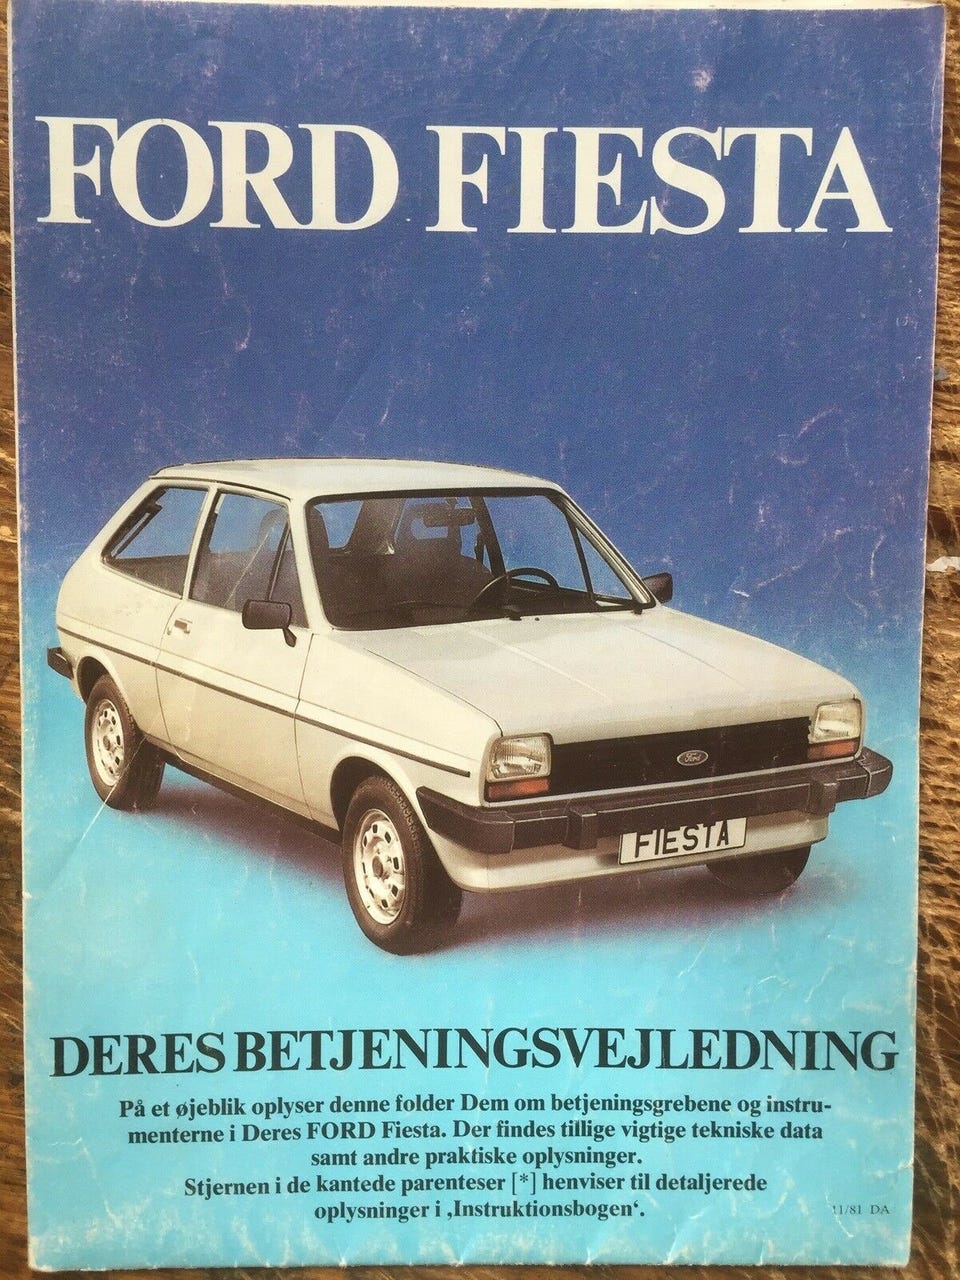 FORD FIESTA
Ford
FIESTA
DERES BETJENINGSVEJLEDNING
På et øjeblik oplyser denne folder Dem om betjeningsgrebene og instru-
menterne i Deres FORD Fiesta. Der findes tillige vigtige tekniske data
samt andre praktiske oplysninger.
Stjernen i de kantede parenteser [*] henviser til detaljerede
oplysninger i ‚Instruktionsbogen‘.
11/81 DA